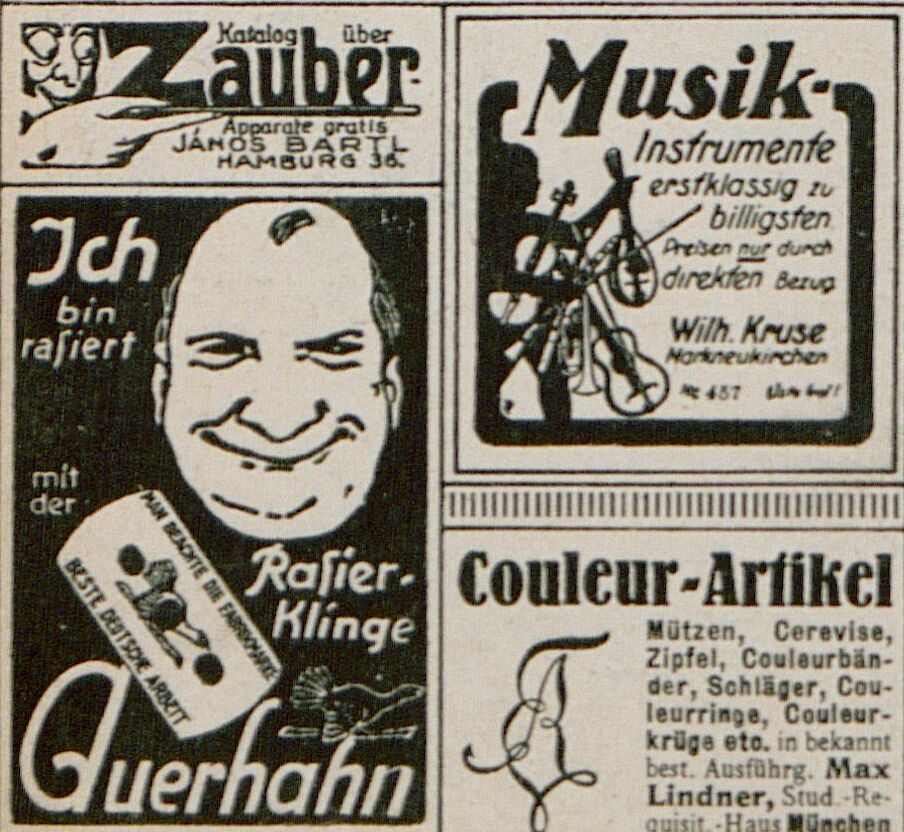 Katalog über
Zauber-
Apparate gratis
JÁNOS BARTL
HAMBURG 36.
Ich
bin
raſiert
mit
der
MAN BEACHTE DIE FABRIKMARKE
BESTE DEUTSCHE ARBEIT
Raſier-
Klinge
Auerhahn
Musik-
Instrumente
erstklassig zu
billigsten
Preisen nur durch
direkten Bezug
Wilh. Kruse
Markneukirchen
No 457
Couleur-Artikel
Mützen, Cerevise,
Zipfel, Couleurbän-
der, Schläger, Cou-
leurringe, Couleur-
krüge etc. in bekannt
best. Ausführg. Max
Lindner, Stud.-Re-
quisit.-Haus München